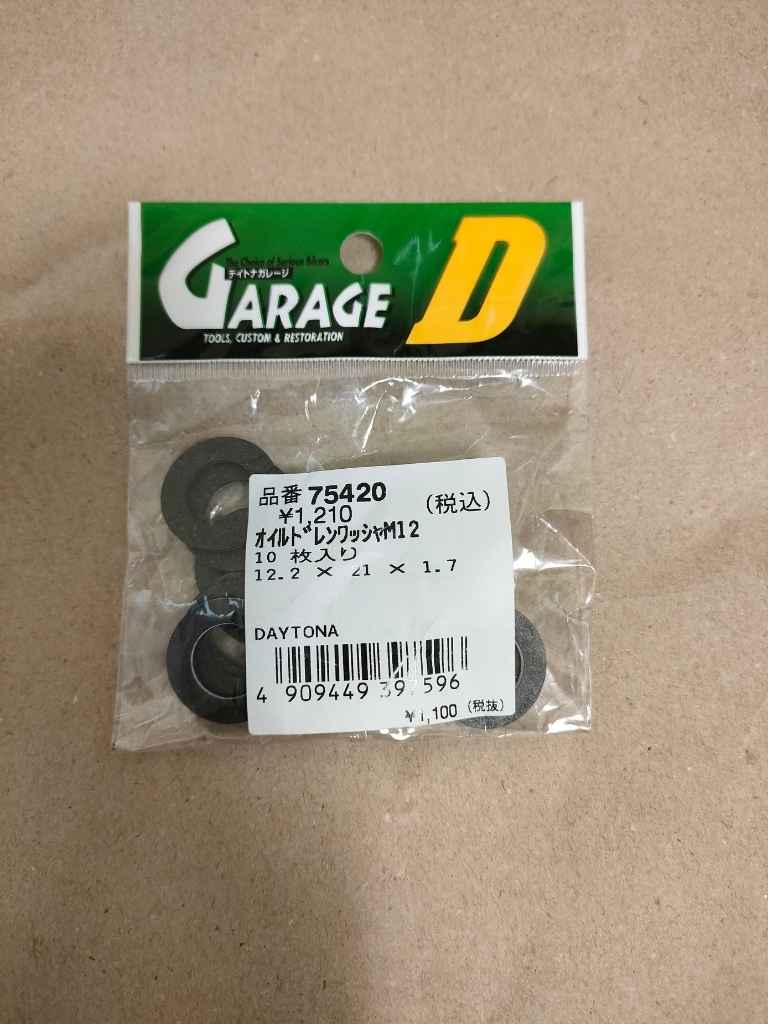 The Choice of Serious Bikers
デイトナガレージ
GARAGE D
TOOLS, CUSTOM & RESTORATION
品番 75420
¥1,210 (税込)
オイルドレンワッシャM12
10 枚入り
12.2 × 21 × 1.7
DAYTONA
4 909449 397596
¥1,100 (税抜)